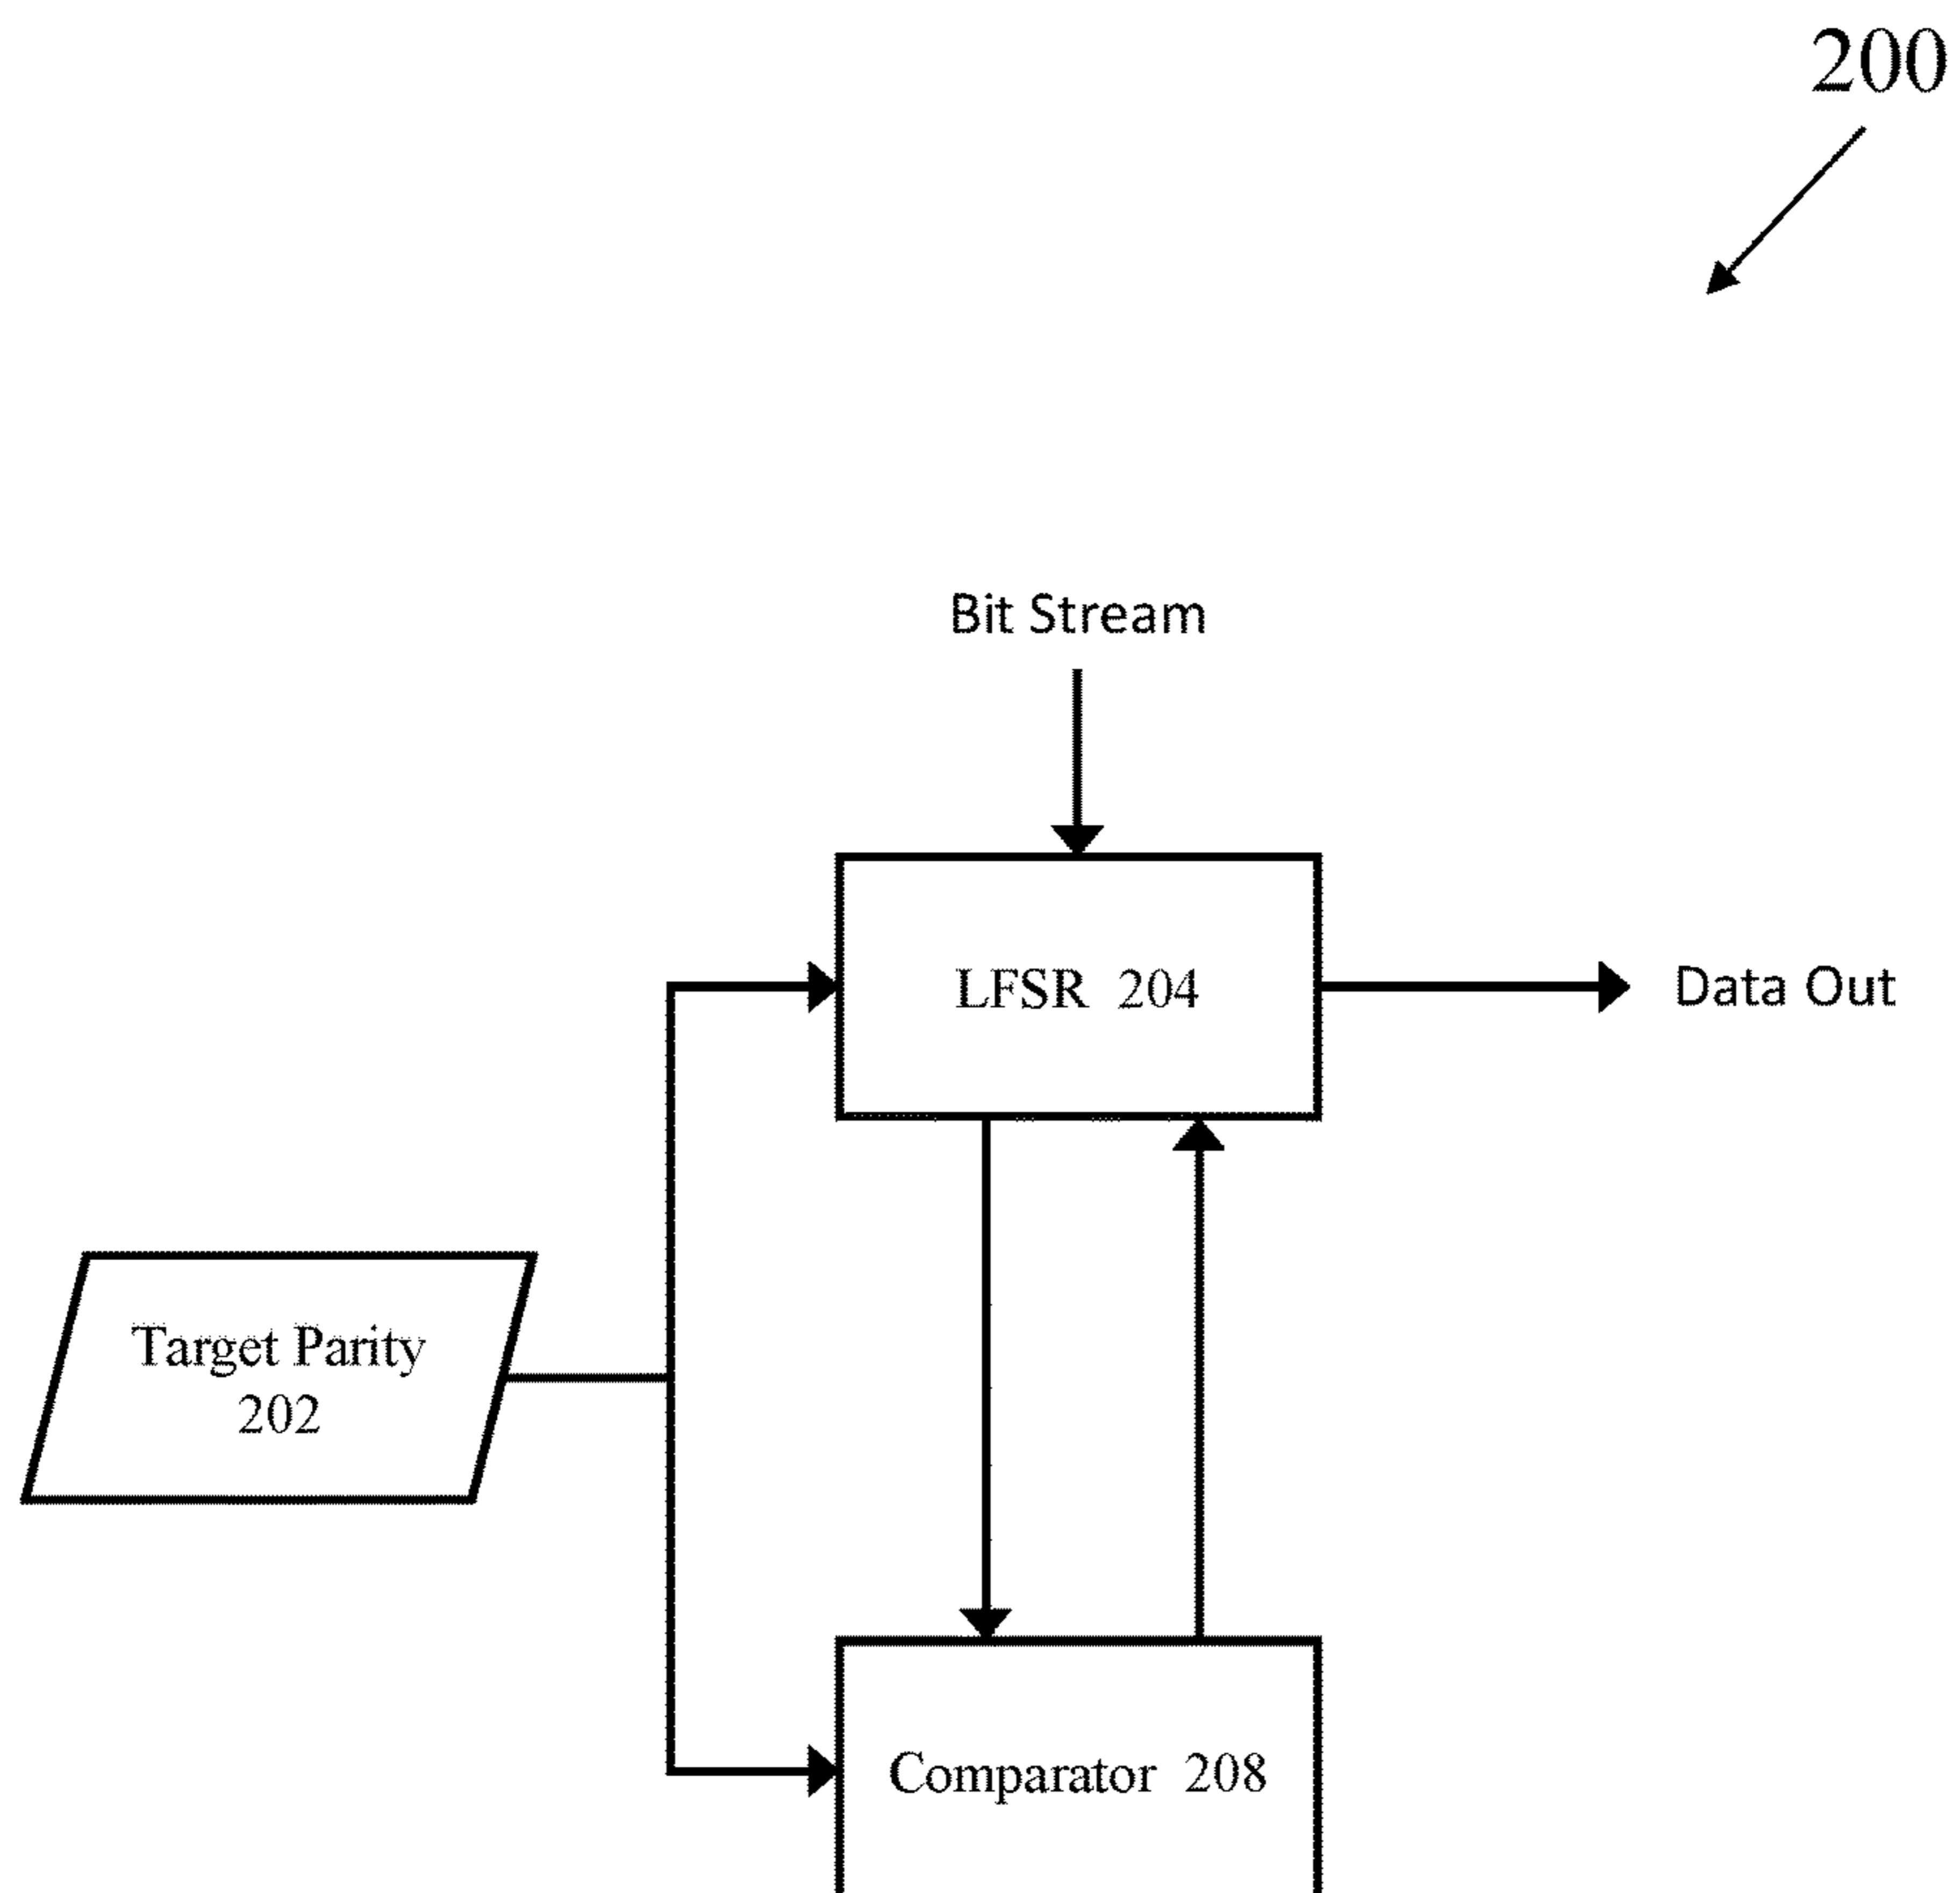 200
Bit Stream
LFSR 204
Data Out
Target Parity
202
Comparator 208